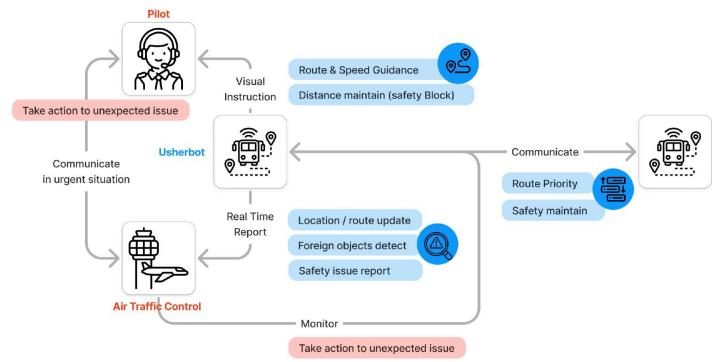 Pilot
Take action to unexpected issue
Visual
Instruction
Route & Speed Guidance
Distance maintain (safety Block)
Usherbot
Communicate
Route Priority
Safety maintain
Communicate
in urgent situation
Real Time
Report
Location / route update
Foreign objects detect
Safety issue report
Air Traffic Control
Monitor
Take action to unexpected issue